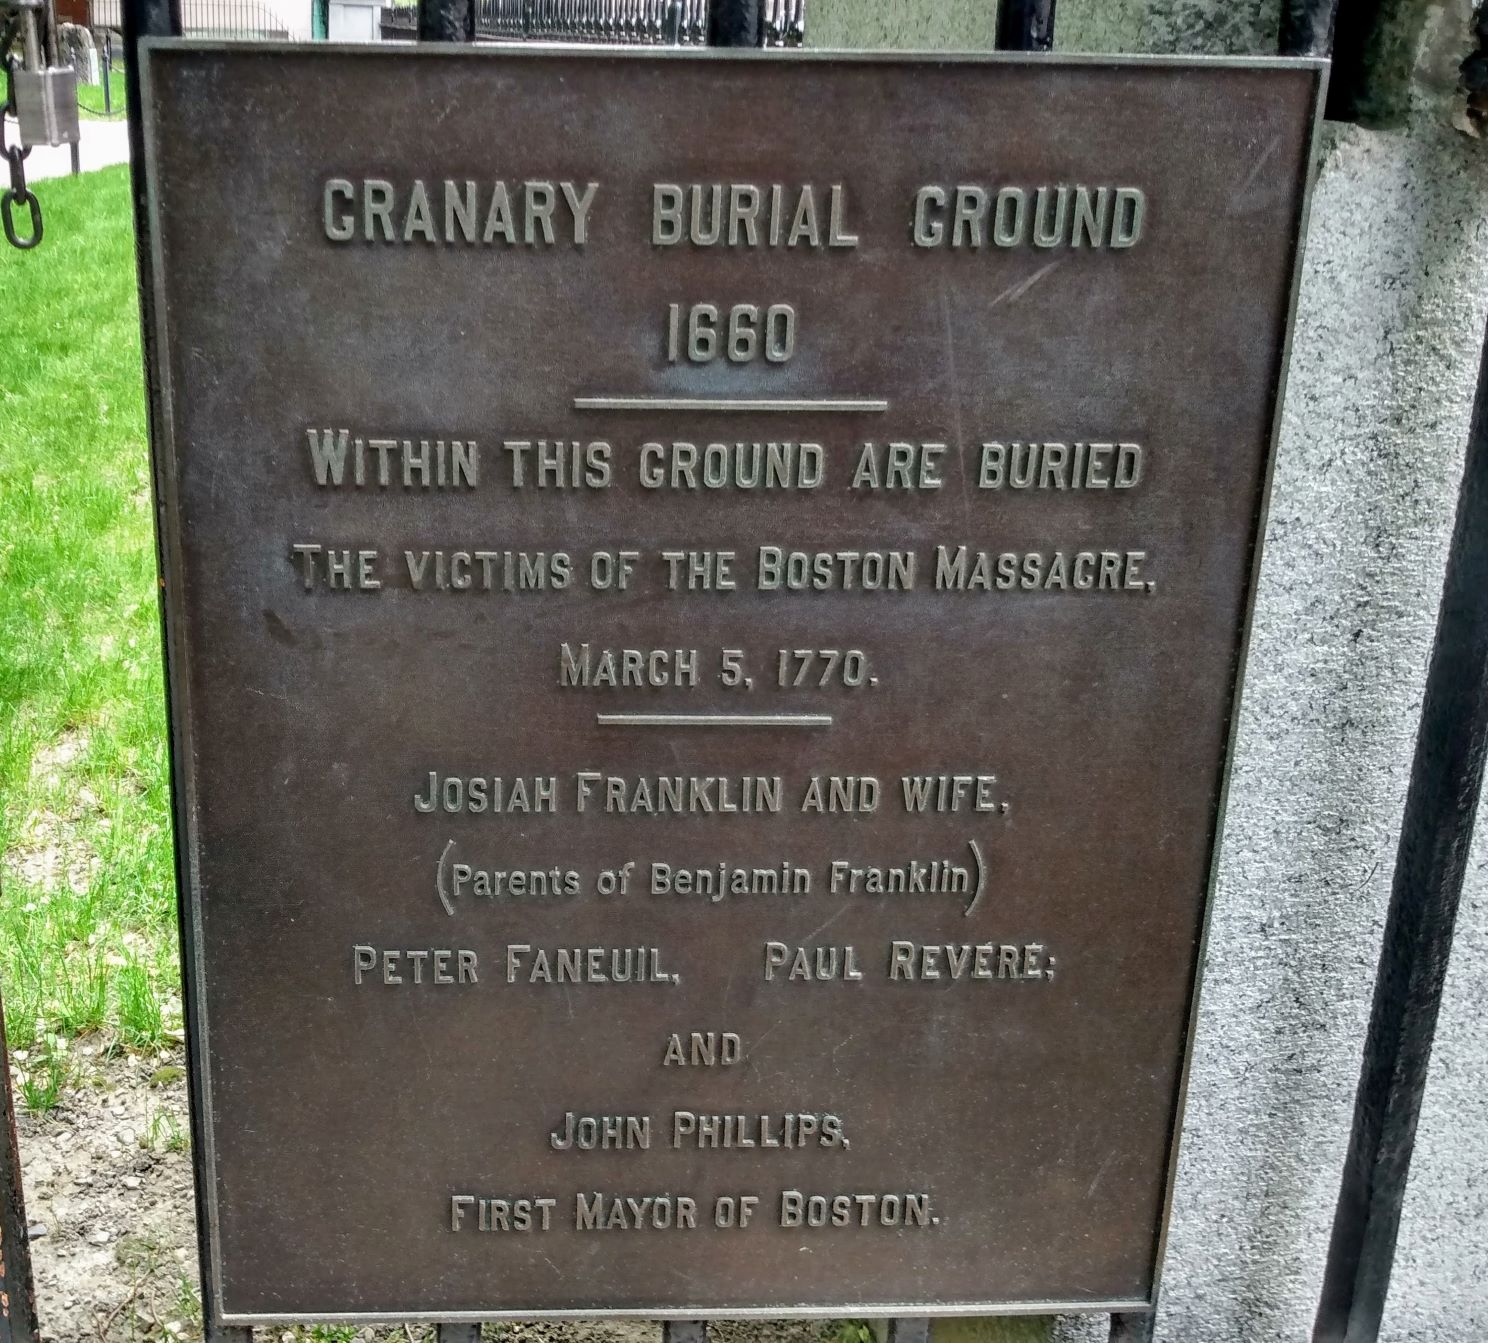 GRANARY BURIAL GROUND
1660
WITHIN THIS GROUND ARE BURIED
THE VICTIMS OF THE BOSTON MASSACRE,
MARCH 5, 1770.
JOSIAH FRANKLIN AND WIFE,
(Parents of Benjamin Franklin)
PETER FANEUIL, PAUL REVERE;
AND
JOHN PHILLIPS,
FIRST MAYOR OF BOSTON.